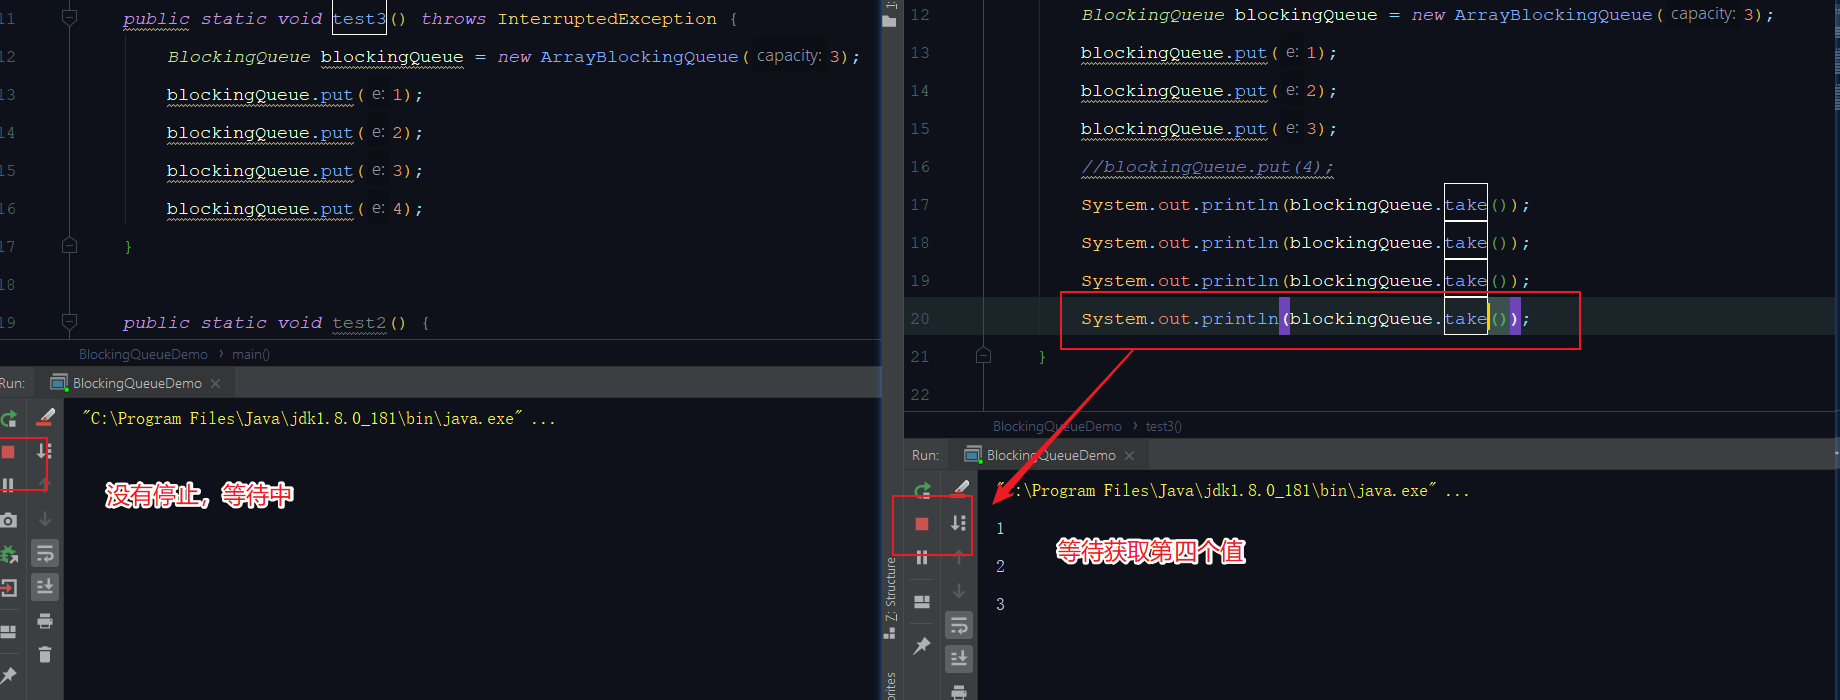 11 public static void test3() throws InterruptedException {
12 BlockingQueue blockingQueue = new ArrayBlockingQueue( capacity: 3);
13 blockingQueue.put( e: 1);
14 blockingQueue.put( e: 2);
15 blockingQueue.put( e: 3);
16 blockingQueue.put( e: 4);
17 }
18
19 public static void test2() {
BlockingQueueDemo › main()
Run: BlockingQueueDemo ×
"C:\Program Files\Java\jdk1.8.0_181\bin\java.exe" ...
没有停止，等待中
12 BlockingQueue blockingQueue = new ArrayBlockingQueue( capacity: 3);
13 blockingQueue.put( e: 1);
14 blockingQueue.put( e: 2);
15 blockingQueue.put( e: 3);
16 //blockingQueue.put(4);
17 System.out.println(blockingQueue.take());
18 System.out.println(blockingQueue.take());
19 System.out.println(blockingQueue.take());
20 System.out.println(blockingQueue.take());
21 }
22
BlockingQueueDemo › test3()
Run: BlockingQueueDemo ×
"C:\Program Files\Java\jdk1.8.0_181\bin\java.exe" ...
1
2
3
等待获取第四个值
Z: Structure